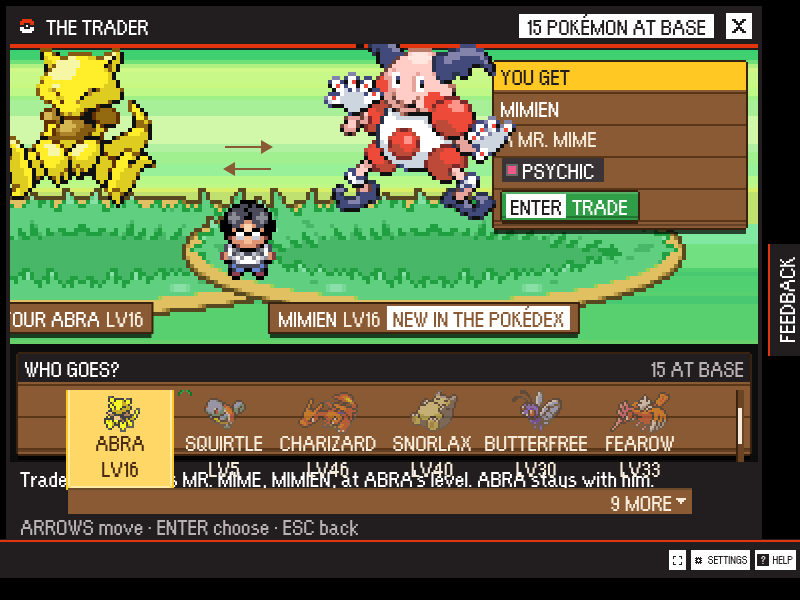 THE TRADER
15 POKÉMON AT BASE X
YOU GET
MIMIEN
MR. MIME
PSYCHIC
ENTER TRADE
FEEDBACK
OUR ABRA LV16
MIMIEN LV16 NEW IN THE POKÉDEX
WHO GOES?
15 AT BASE
ABRA SQUIRTLE CHARIZARD SNORLAX BUTTERFREE FEAROW
LV16 LV5 LV46 LV40 LV30 LV33
Trade MR. MIME, MIMIEN, at ABRA's level. ABRA stays with him.
9 MORE
ARROWS move · ENTER choose · ESC back
SETTINGS
? HELP